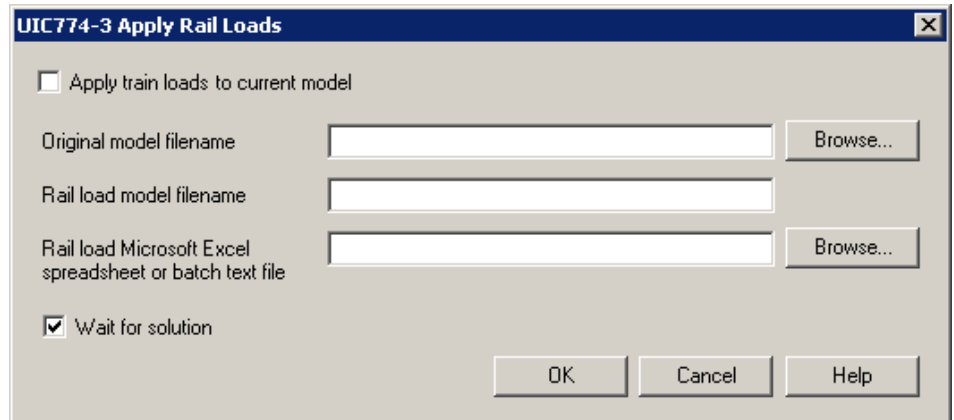 UIC774-3 Apply Rail Loads
Apply train loads to current model
Original model filename
Browse...
Rail load model filename
Rail load Microsoft Excel
spreadsheet or batch text file
Browse...
Wait for solution
OK
Cancel
Help